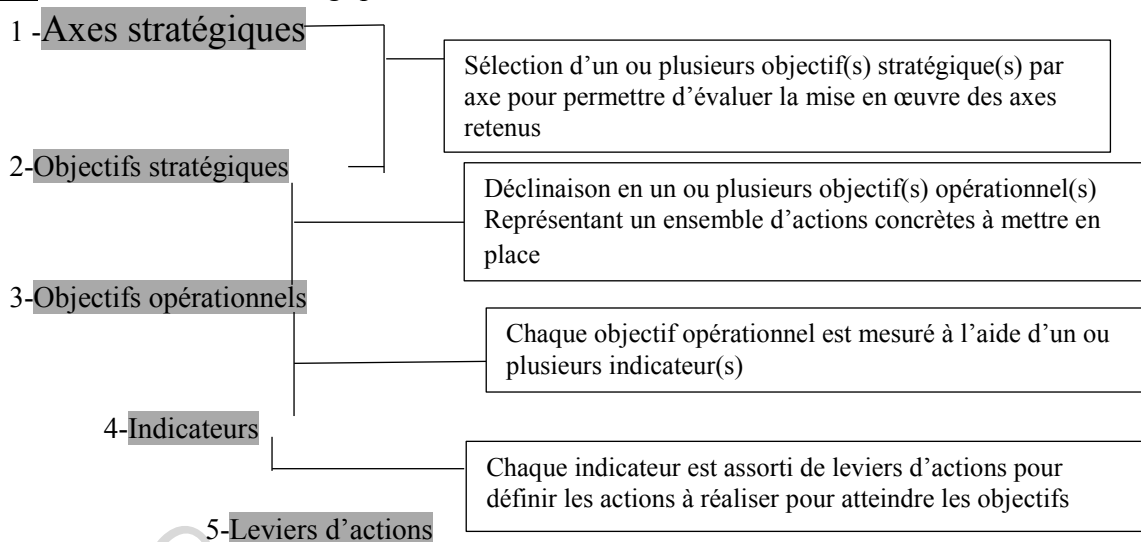 1 -Axes stratégiques
Sélection d’un ou plusieurs objectif(s) stratégique(s) par
axe pour permettre d’évaluer la mise en œuvre des axes
retenus
2-Objectifs stratégiques
Déclinaison en un ou plusieurs objectif(s) opérationnel(s)
Représentant un ensemble d’actions concrètes à mettre en
place
3-Objectifs opérationnels
Chaque objectif opérationnel est mesuré à l’aide d’un ou
plusieurs indicateur(s)
4-Indicateurs
Chaque indicateur est assorti de leviers d’actions pour
définir les actions à réaliser pour atteindre les objectifs
5-Leviers d’actions